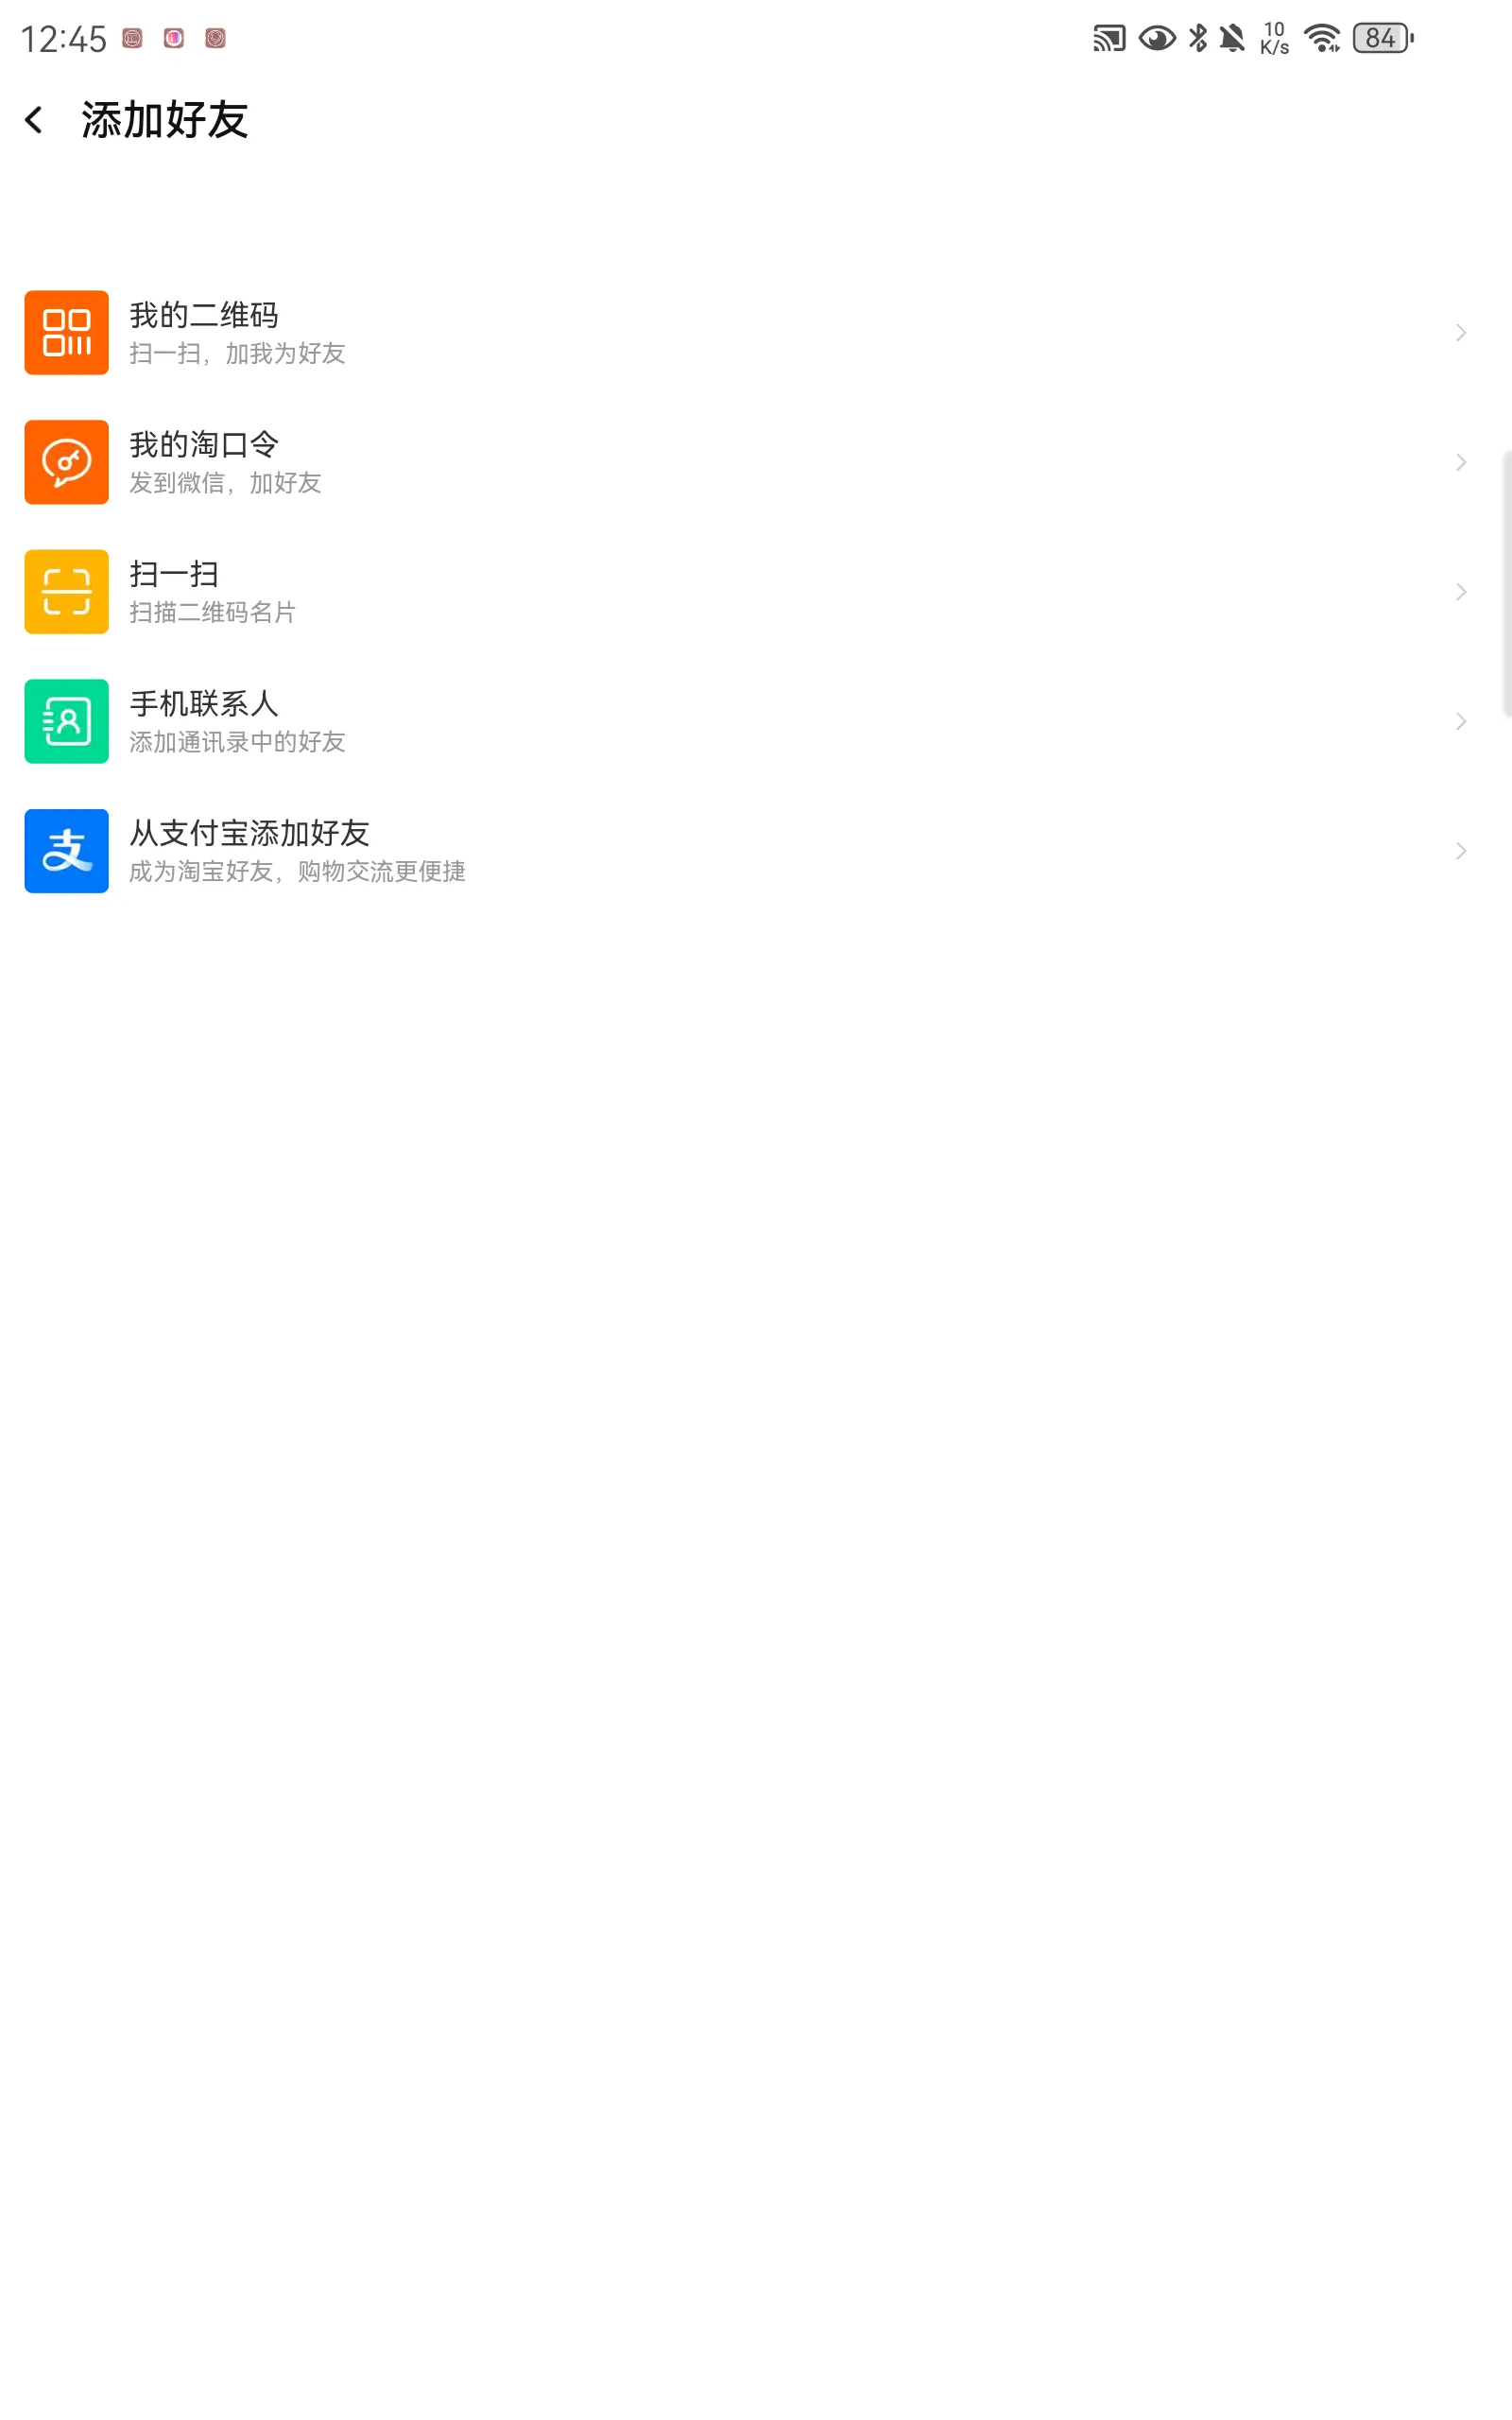 12:45
10
K/s
84
添加好友
我的二维码
扫一扫，加我为好友
我的淘口令
发到微信，加好友
扫一扫
扫描二维码名片
手机联系人
添加通讯录中的好友
支
从支付宝添加好友
成为淘宝好友，购物交流更便捷